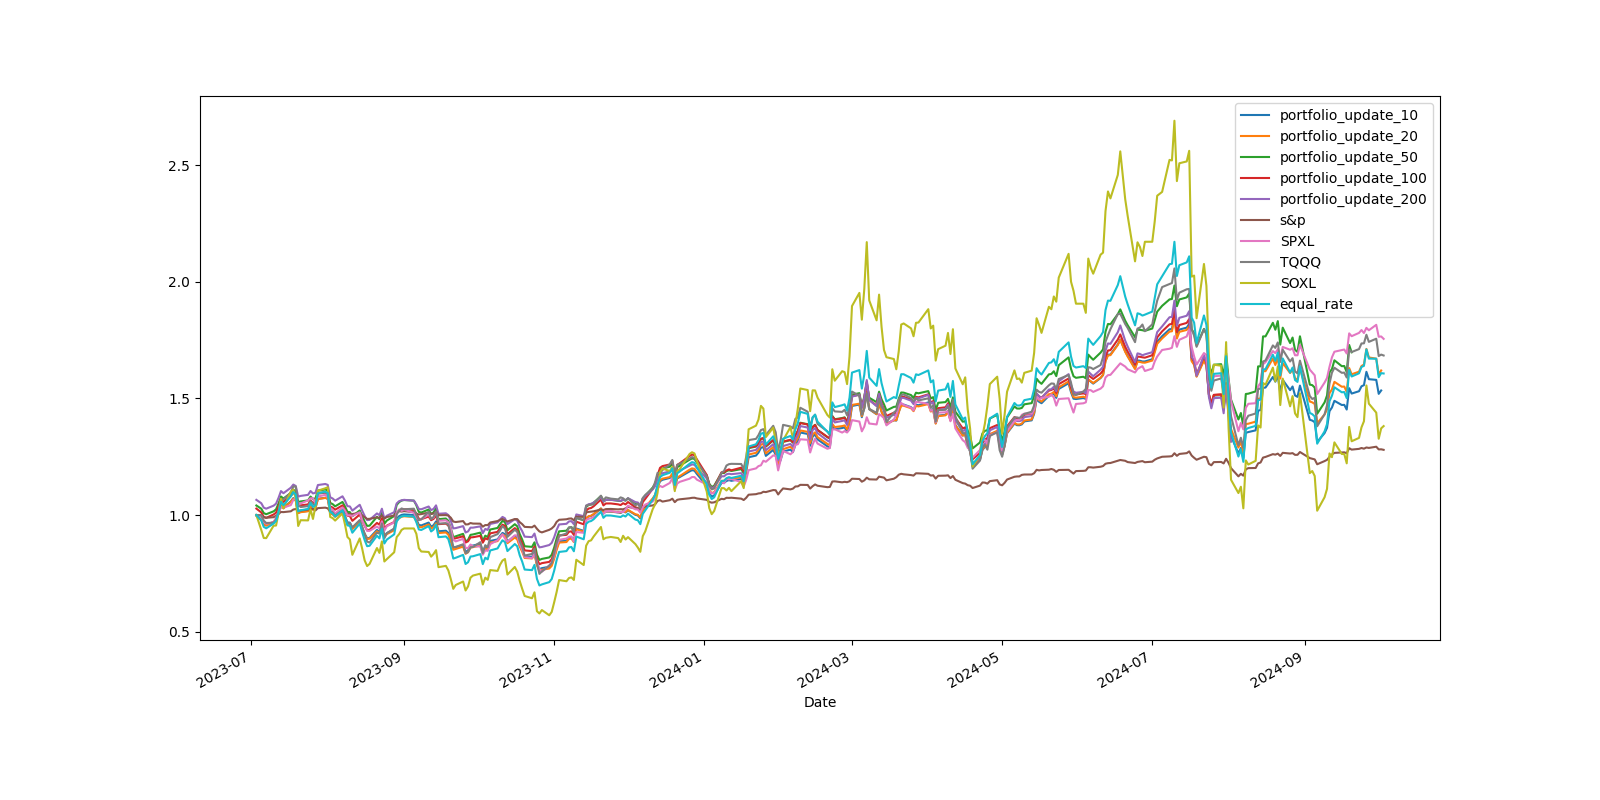 portfolio_update_10
portfolio_update_20
portfolio_update_50
portfolio_update_100
portfolio_update_200
s&p
SPXL
TQQQ
SOXL
equal_rate
2.5
2.0
1.5
1.0
0.5
2023-07
2023-09
2023-11
2024-01
2024-03
2024-05
2024-07
2024-09
Date